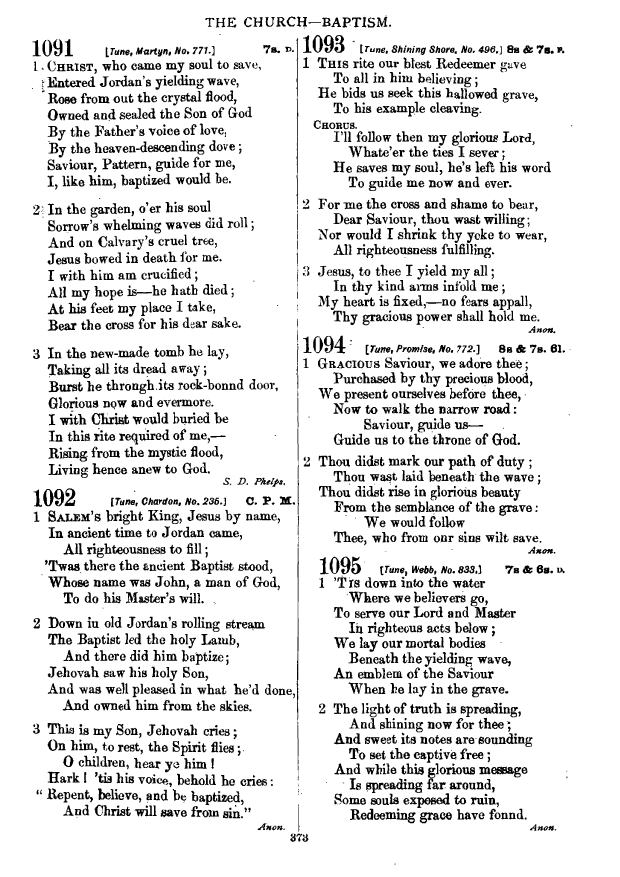 THE CHURCH—BAPTISM.
1091 [Tune, Martyn, No. 771.] 7s. D.
1 CHRIST, who came my soul to save,
Entered Jordan's yielding wave,
Rose from out the crystal flood,
Owned and sealed the Son of God
By the Father's voice of love,
By the heaven-descending dove;
Saviour, Pattern, guide for me,
I, like him, baptized would be.
2 In the garden, o'er his soul
Sorrow's whelming waves did roll;
And on Calvary's cruel tree,
Jesus bowed in death for me.
I with him am crucified;
All my hope is—he hath died;
At his feet my place I take,
Bear the cross for his dear sake.
3 In the new-made tomb he lay,
Taking all its dread away;
Burst he throngh its rock-bonnd door,
Glorious now and evermore.
I with Christ would buried be
In this rite required of me,—
Rising from the mystic flood,
Living hence anew to God.
S. D. Phelps.
1092 [Tune, Chardon, No. 236.] C. P. M.
1 SALEM's bright King, Jesus by name,
In ancient time to Jordan came,
All righteousness to fill;
'Twas there the ancient Baptist stood,
Whose name was John, a man of God,
To do his Master's will.
2 Down in old Jordan's rolling stream
The Baptist led the holy Lamb,
And there did him baptize;
Jehovah saw his holy Son,
And was well pleased in what he'd done,
And owned him from the skies.
3 This is my Son, Jehovah cries;
On him, to rest, the Spirit flies;
O children, hear ye him!
Hark! 'tis his voice, behold he cries:
"Repent, believe, and be baptized,
And Christ will save from sin."
Anon.
1093 [Tune, Shining Shore, No. 496.] 8s & 7s. P.
1 THIS rite our blest Redeemer gave
To all in him believing;
He bids us seek this hallowed grave,
To his example cleaving.
CHORUS.
I'll follow then my glorious Lord,
Whate'er the ties I sever;
He saves my soul, he's left his word
To guide me now and ever.
2 For me the cross and shame to bear,
Dear Saviour, thou wast willing;
Nor would I shrink thy yoke to wear,
All righteousness fulfilling.
3 Jesus, to thee I yield my all;
In thy kind arms infold me;
My heart is fixed,—no fears appall,
Thy gracious power shall hold me.
Anon.
1094 [Tune, Promise, No. 772.] 8s & 7s. 6l.
1 GRACIOUS Saviour, we adore thee;
Purchased by thy precious blood,
We present ourselves before thee,
Now to walk the narrow road:
Saviour, guide us—
Guide us to the throne of God.
2 Thou didst mark our path of duty;
Thou wast laid beneath the wave;
Thou didst rise in glorious beauty
From the semblance of the grave:
We would follow
Thee, who from onr sins wilt save.
Anon.
1095 [Tune, Webb, No. 833.] 7s & 6s. D.
1 'TIS down into the water
Where we believers go,
To serve our Lord and Master
In righteous acts below;
We lay our mortal bodies
Beneath the yielding wave,
An emblem of the Saviour
When he lay in the grave.
2 The light of truth is spreading,
And shining now for thee;
And sweet its notes are sounding
To set the captive free;
And while this glorious message
Is spreading far around,
Some souls exposed to ruin,
Redeeming grace have fonnd.
Anon.
373